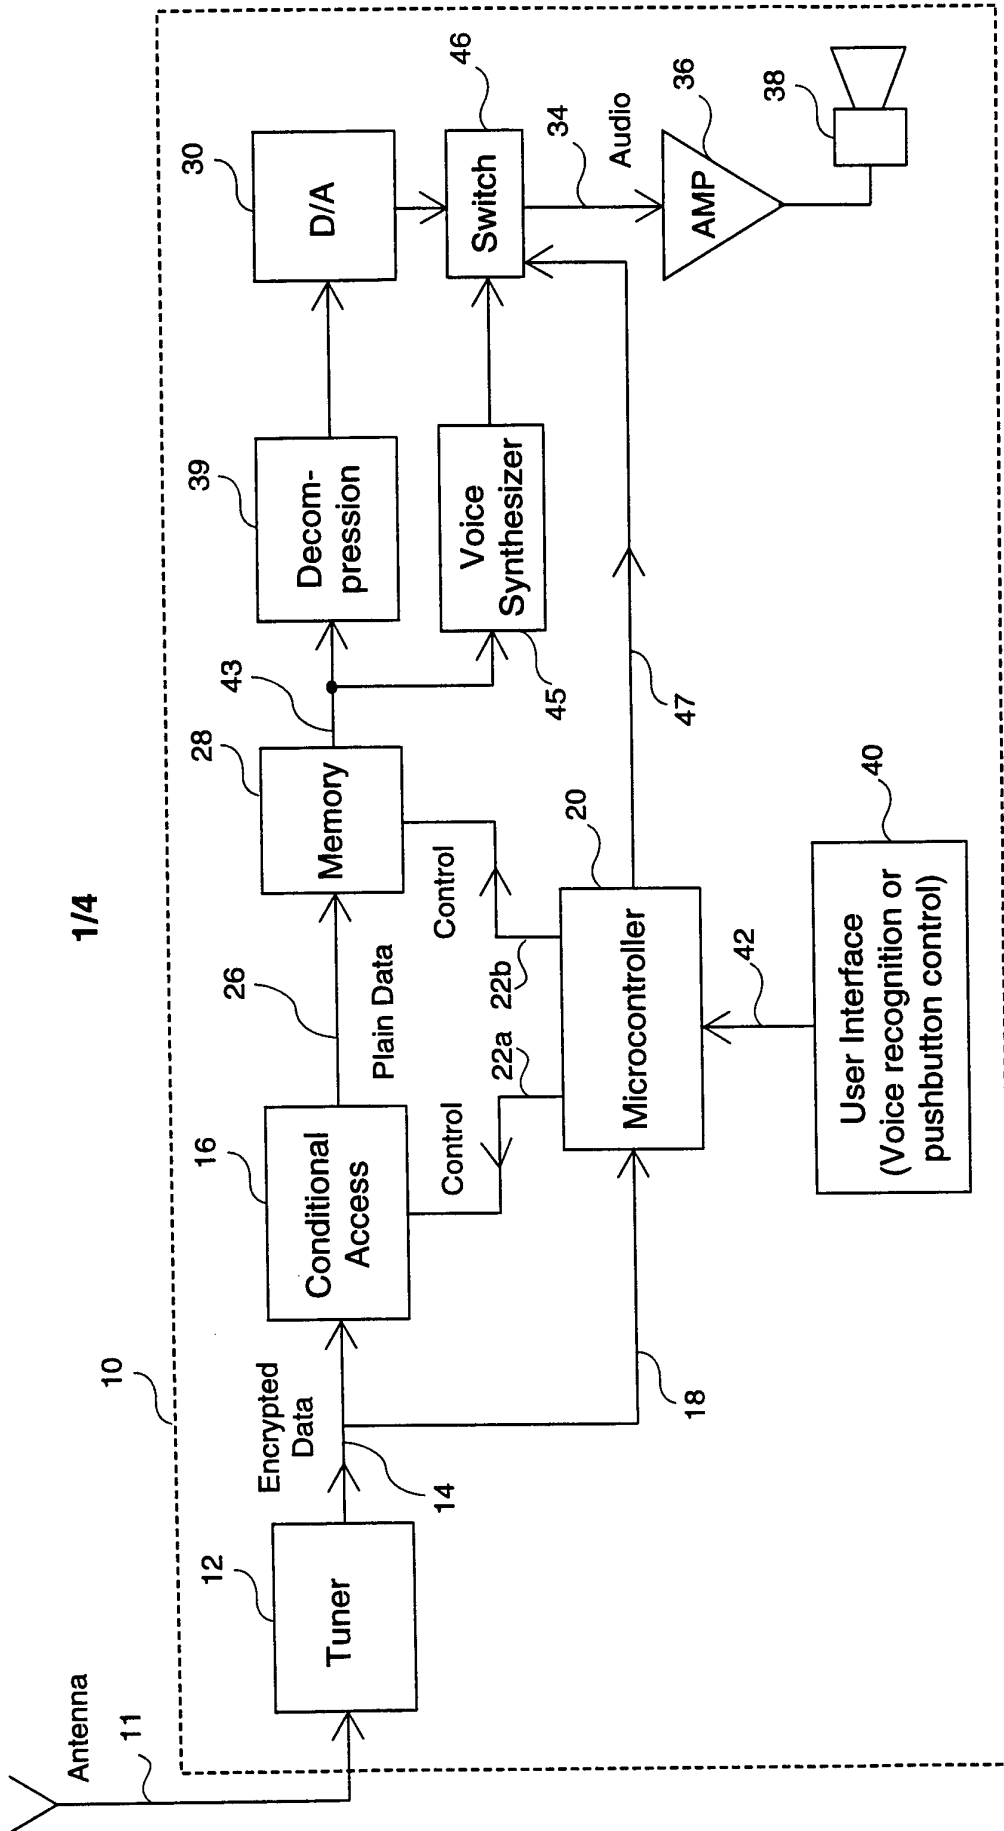 1/4
Antenna
11
10
12
Tuner
Encrypted
Data
14
18
16
Conditional
Access
26
Plain Data
28
Memory
43
39
Decom-
pression
30
D/A
Voice
Synthesizer
45
46
Switch
34
Audio
36
AMP
38
Control
22a
Control
22b
20
Microcontroller
47
42
40
User Interface
(Voice recognition or
pushbutton control)